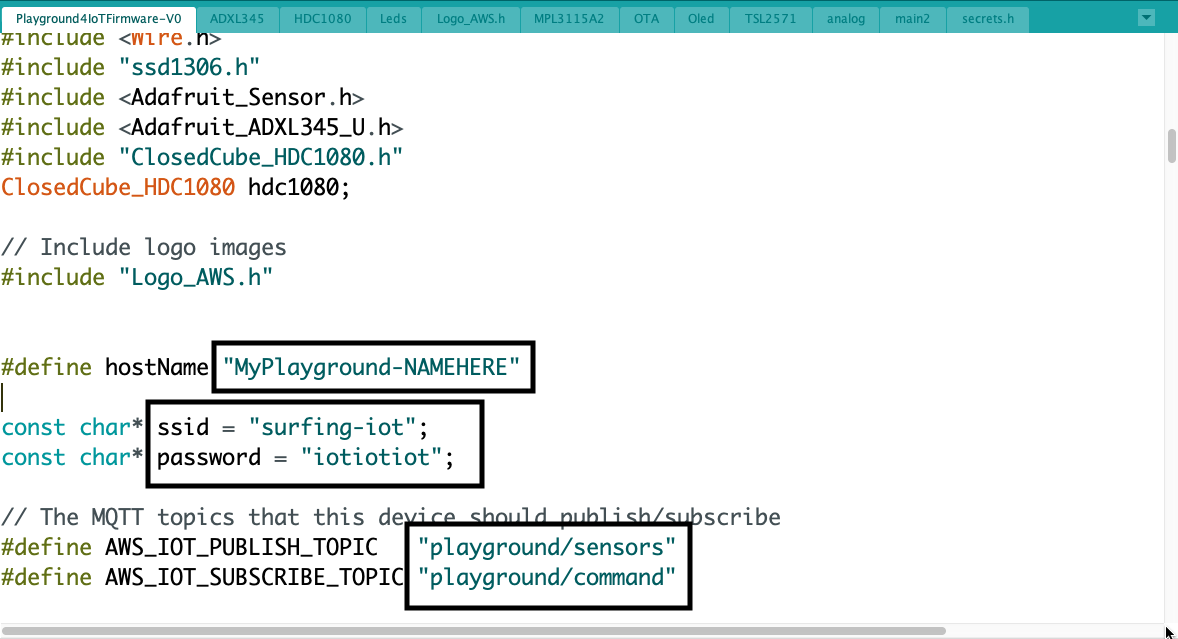 Playground4IoTFirmware-V0 ADXL345 HDC1080 Leds Logo_AWS.h MPL3115A2 OTA Oled TSL2571 analog main2 secrets.h
#include <Wire.h>
#include "ssd1306.h"
#include <Adafruit_Sensor.h>
#include <Adafruit_ADXL345_U.h>
#include "ClosedCube_HDC1080.h"
ClosedCube_HDC1080 hdc1080;
// Include logo images
#include "Logo_AWS.h"
#define hostName "MyPlayground-NAMEHERE"
const char* ssid = "surfing-iot";
const char* password = "iotiotiot";
// The MQTT topics that this device should publish/subscribe
#define AWS_IOT_PUBLISH_TOPIC "playground/sensors"
#define AWS_IOT_SUBSCRIBE_TOPIC "playground/command"